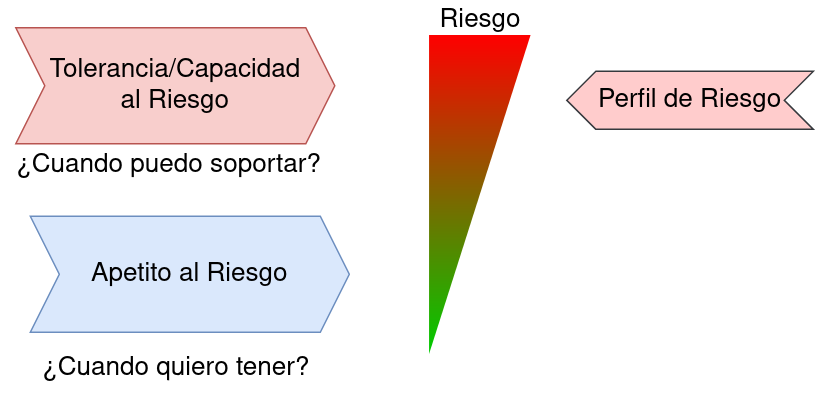 Riesgo
Tolerancia/Capacidad
al Riesgo
Perfil de Riesgo
¿Cuando puedo soportar?
Apetito al Riesgo
¿Cuando quiero tener?